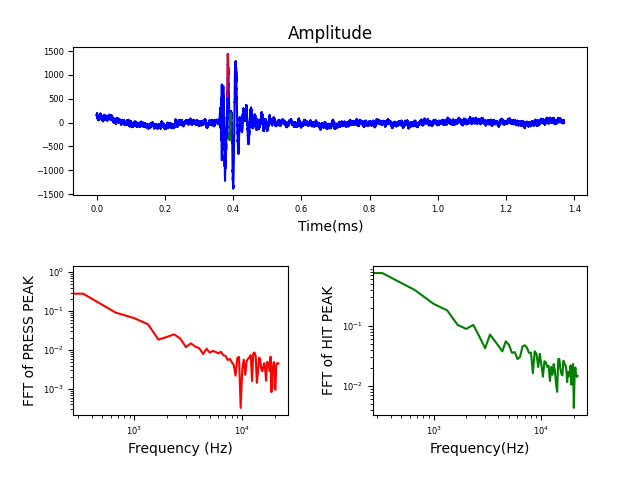 Amplitude
1500
1000
500
0
−500
−1000
−1500
0.0 0.2 0.4 0.6 0.8 1.0 1.2 1.4
Time(ms)
FFT of PRESS PEAK
10⁰
10⁻¹
10⁻²
10⁻³
10³ 10⁴
Frequency (Hz)
FFT of HIT PEAK
10⁻¹
10⁻²
10³ 10⁴
Frequency(Hz)